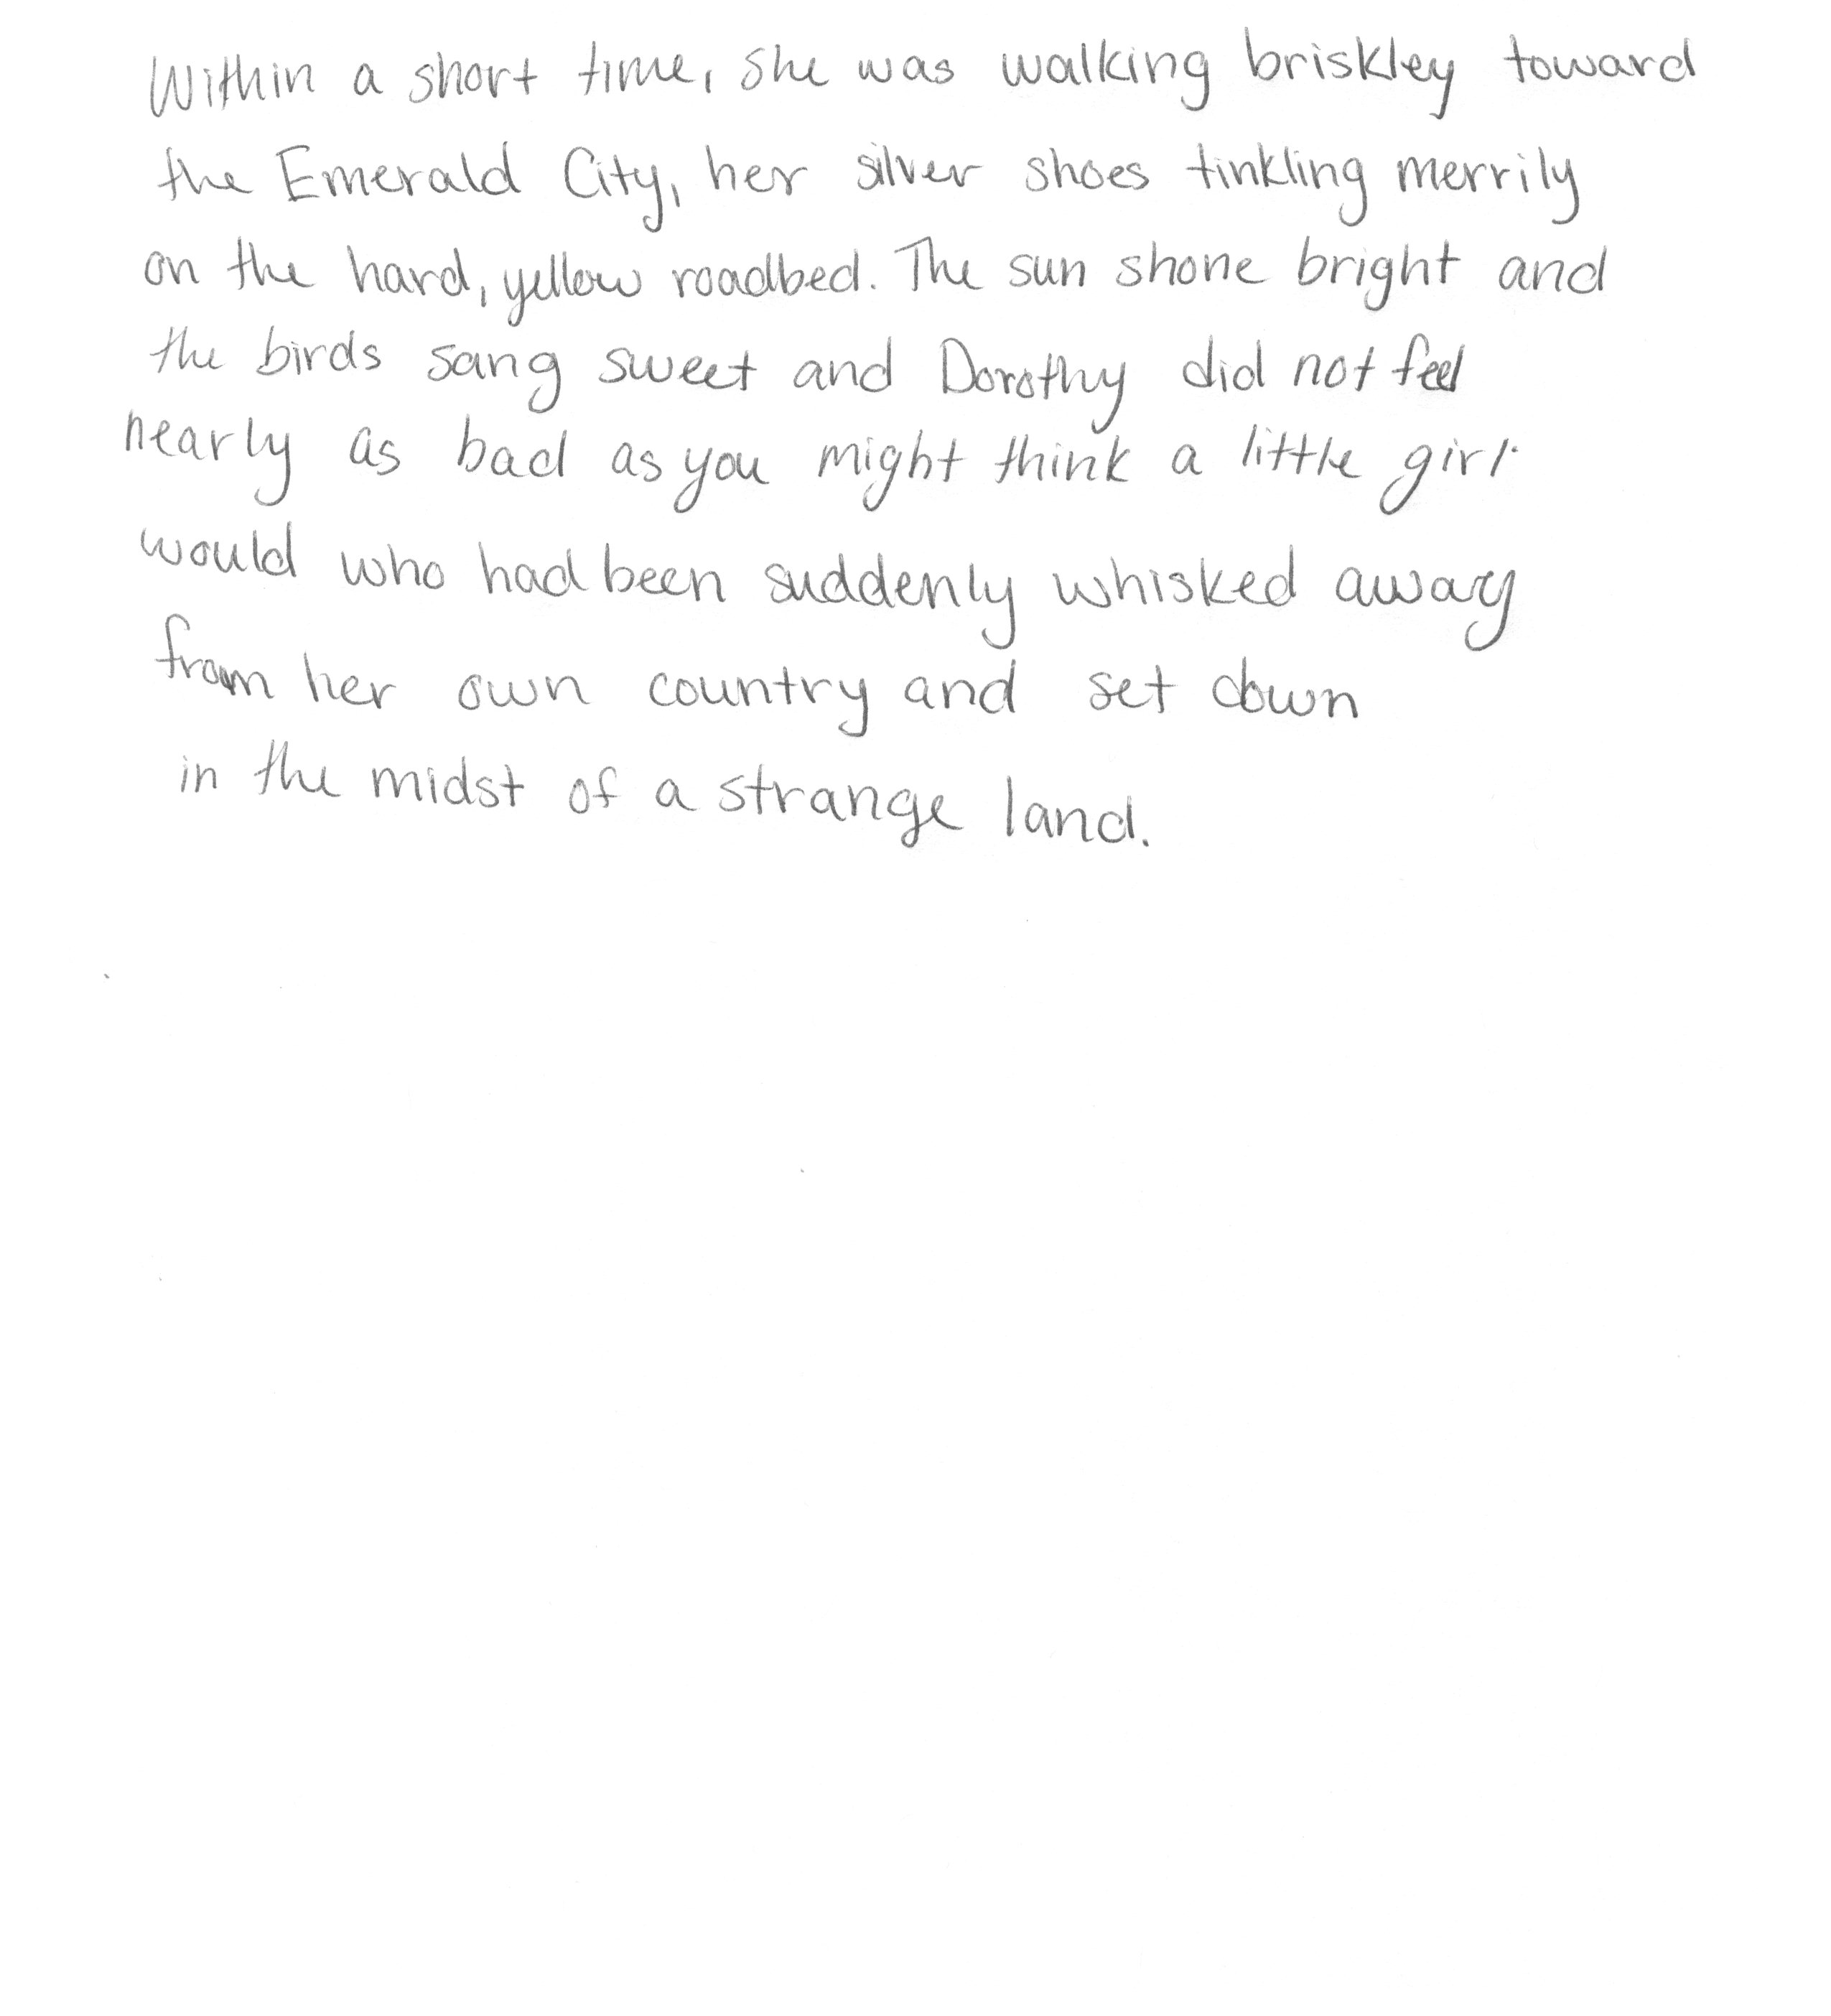 Within a short time, she was walking briskley toward
the Emerald City, her silver shoes tinkling merrily
on the hard, yellow roadbed. The sun shone bright and
the birds sang sweet and Dorothy did not feel
nearly as bad as you might think a little girl
would who had been suddenly whisked away
from her own country and set down
in the midst of a strange land.